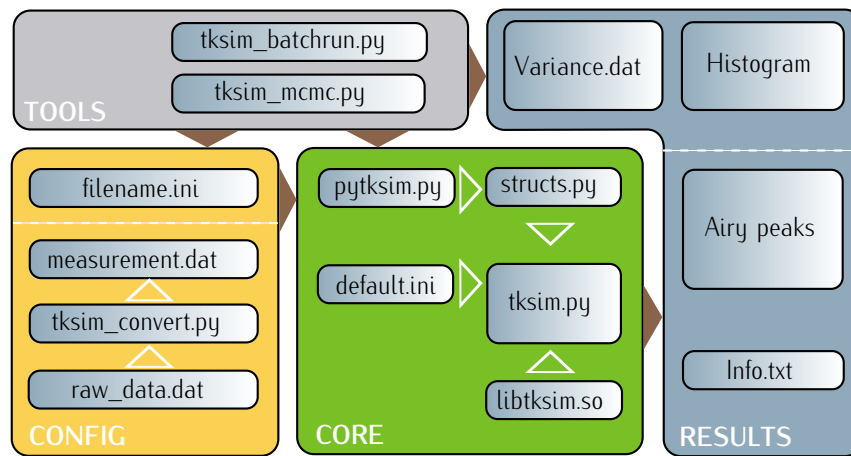 tksim_batchrun.py
tksim_mcmc.py
TOOLS
Variance.dat
Histogram
filename.ini
measurement.dat
tksim_convert.py
raw_data.dat
CONFIG
pytksim.py
structs.py
default.ini
tksim.py
libtksim.so
CORE
Airy peaks
Info.txt
RESULTS